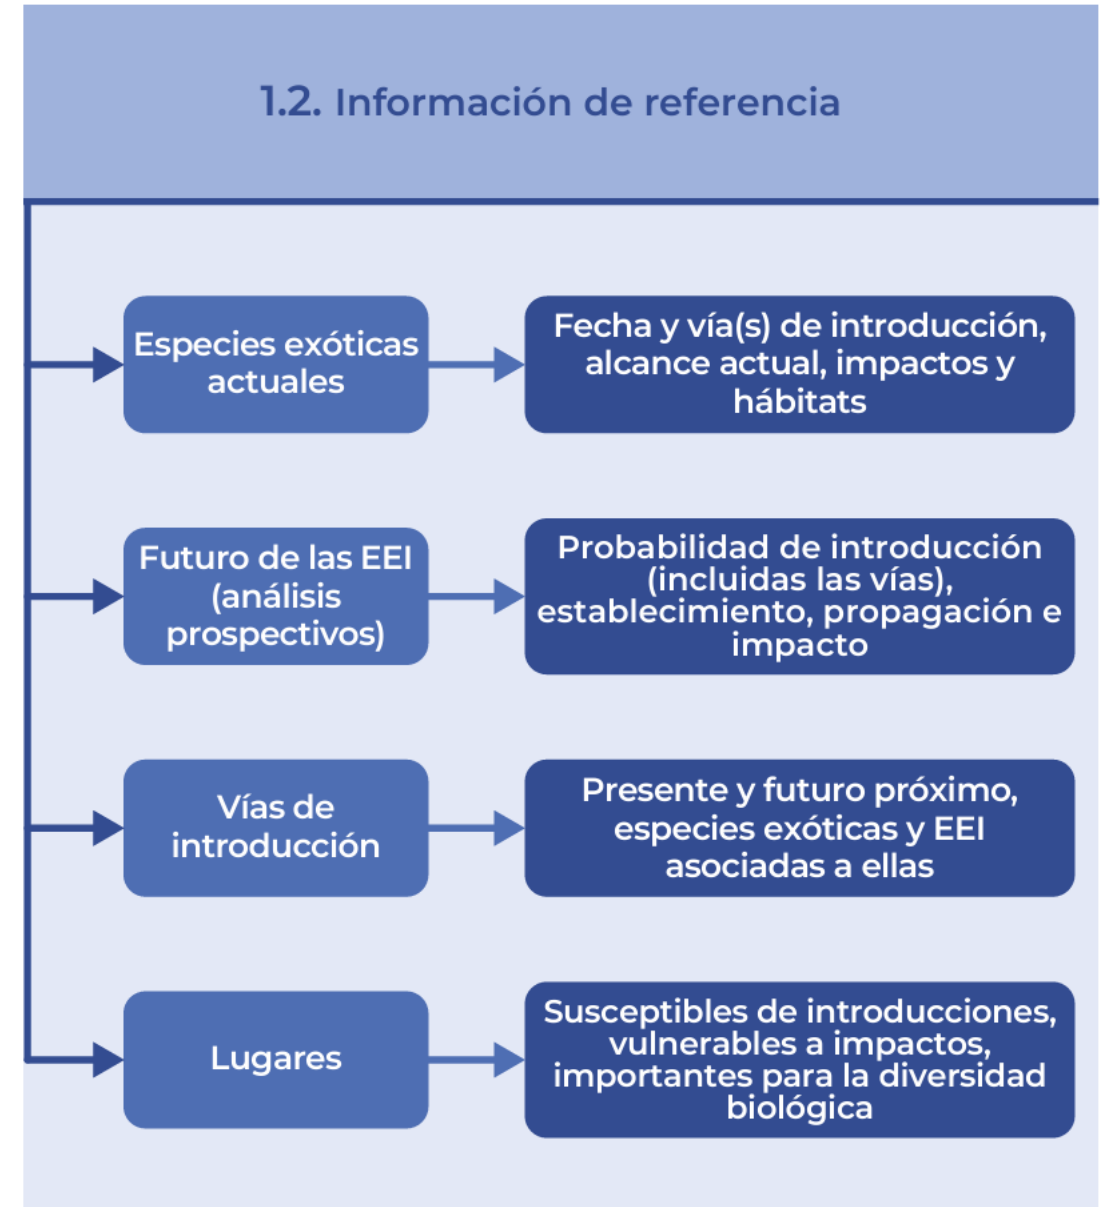 1.2. Información de referencia
Especies exóticas
actuales
Fecha y vía(s) de introducción,
alcance actual, impactos y
hábitats
Futuro de las EEI
(análisis
prospectivos)
Probabilidad de introducción
(incluidas las vías),
establecimiento, propagación e
impacto
Vías de
introducción
Presente y futuro próximo,
especies exóticas y EEI
asociadas a ellas
Lugares
Susceptibles de introducciones,
vulnerables a impactos,
importantes para la diversidad
biológica